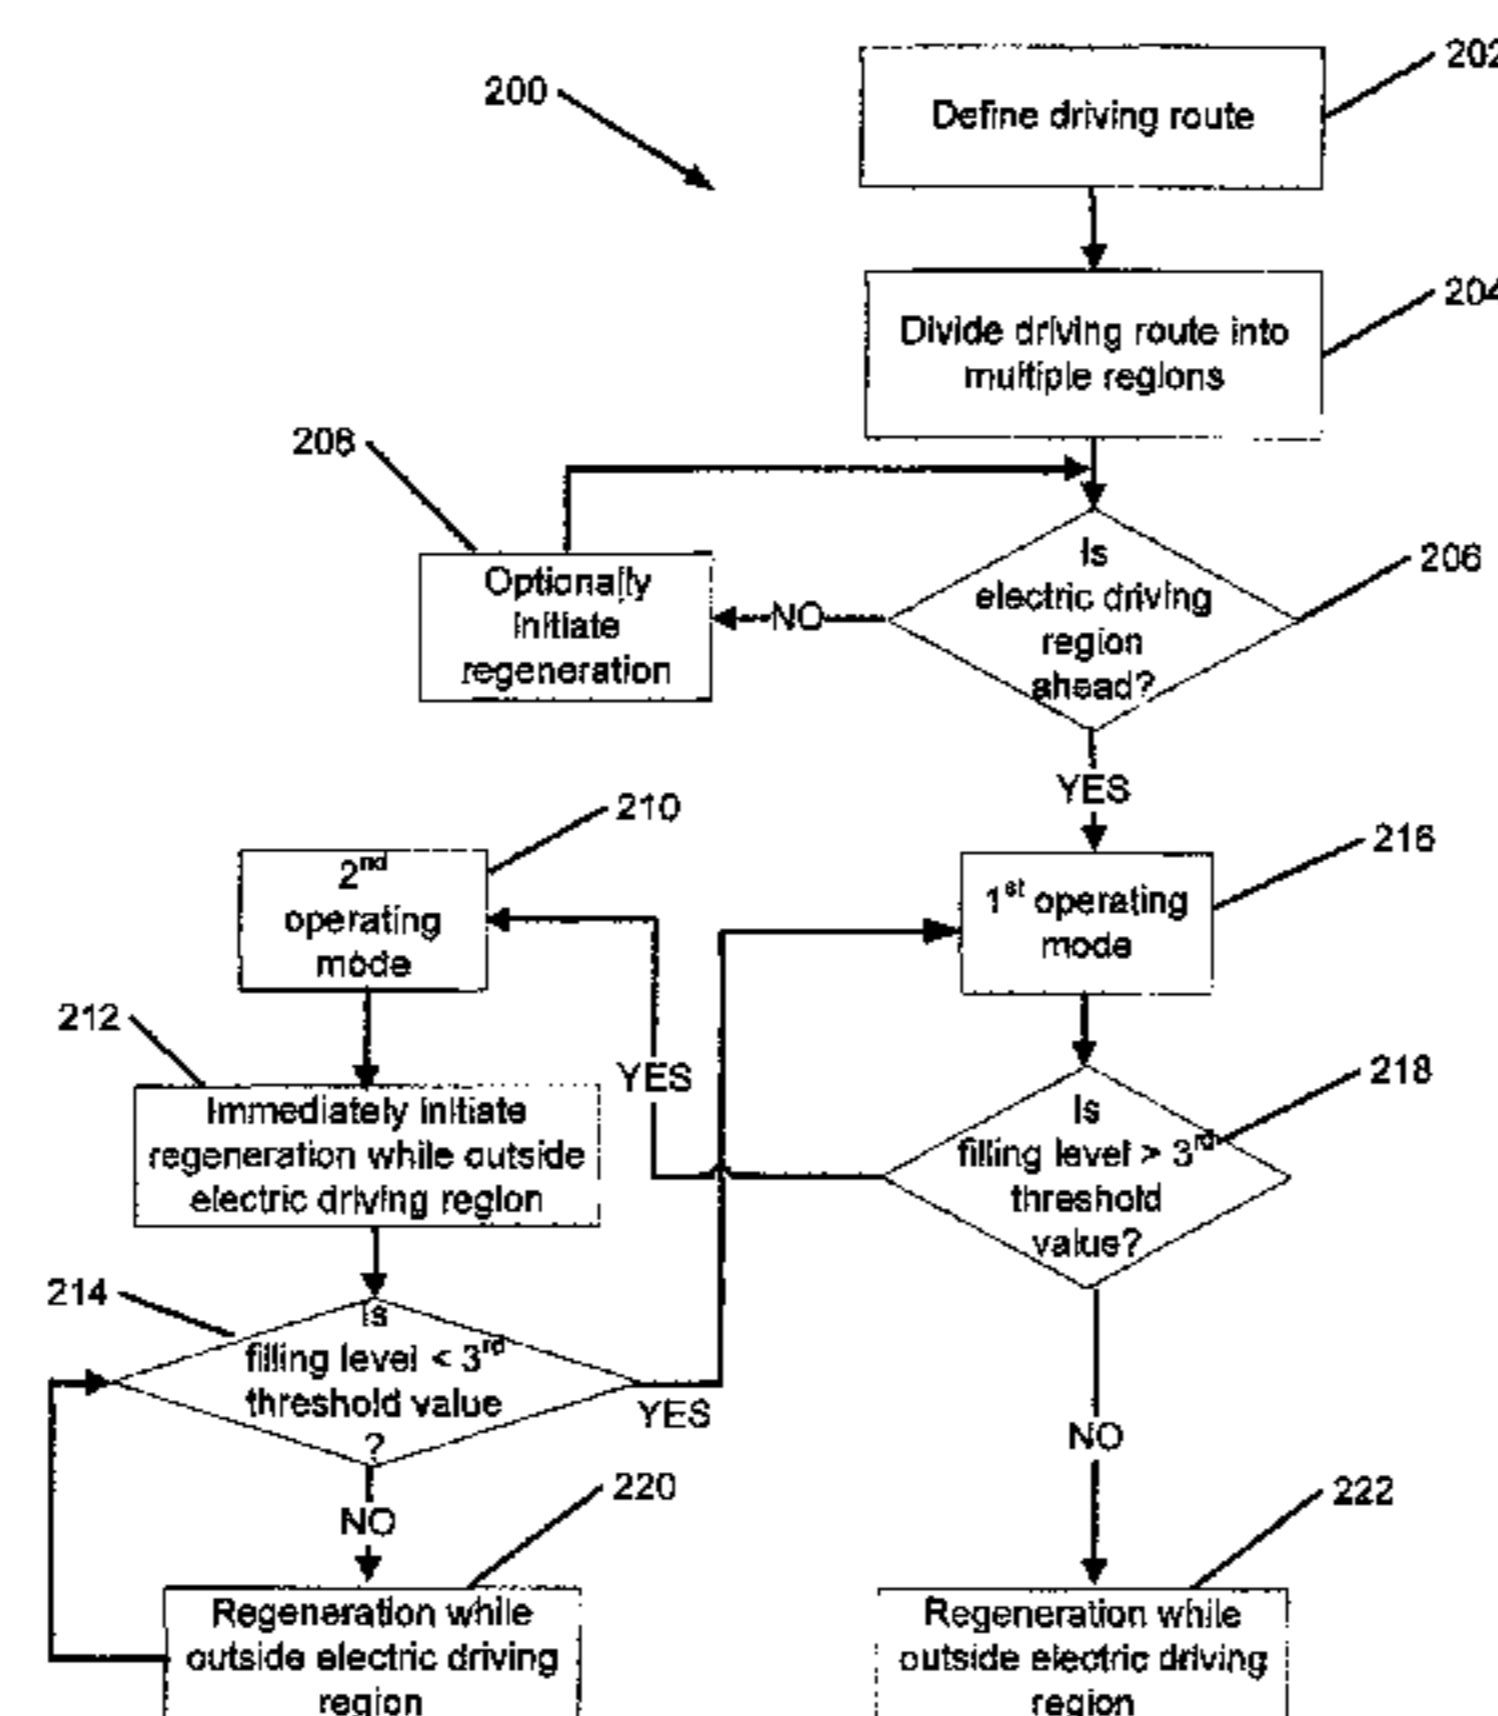 202
200
Define driving route
204
Divide driving route into
multiple regions
208
Is
electric driving
region
ahead?
206
Optionally
initiate
regeneration
NO
YES
210
216
2nd
operating
mode
1st operating
mode
212
YES
218
Immediately initiate
regeneration while outside
electric driving region
Is
filling level > 3rd
threshold
value?
214
Is
filling level < 3rd
threshold value
?
YES
NO
220
222
NO
Regeneration while
outside electric driving
region
Regeneration while
outside electric driving
region